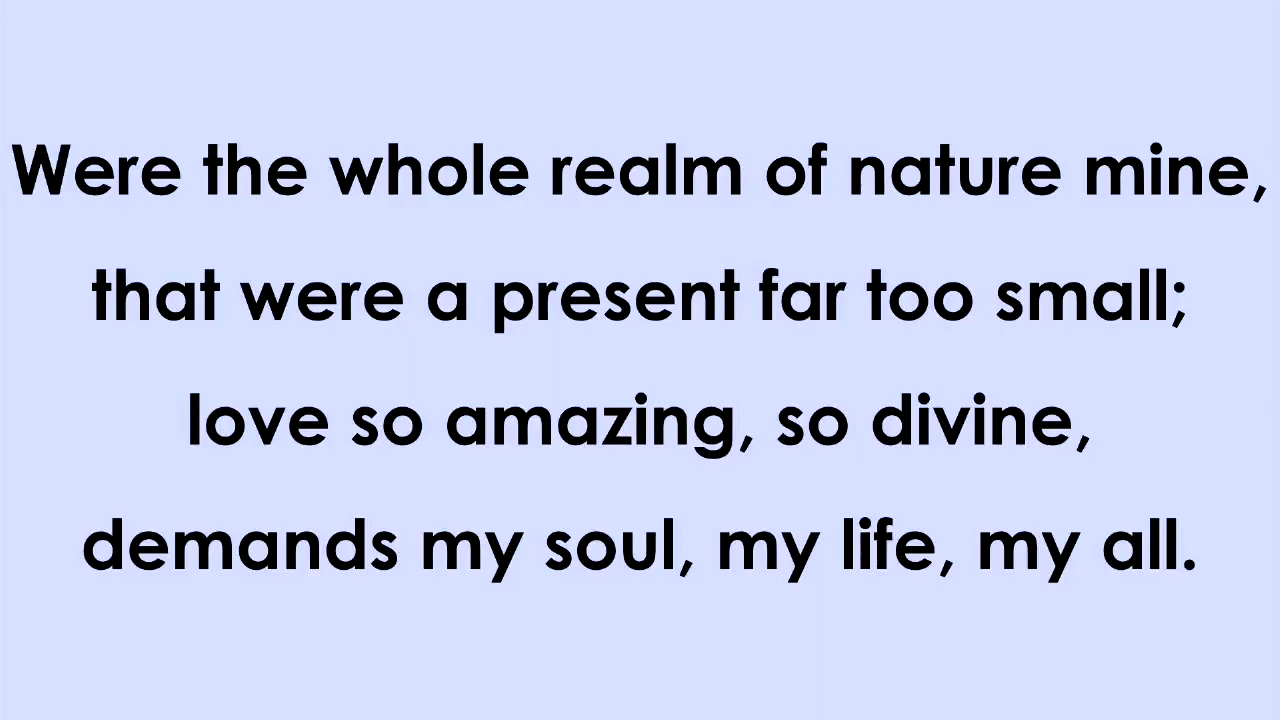 Were the whole realm of nature mine,
that were a present far too small;
love so amazing, so divine,
demands my soul, my life, my all.